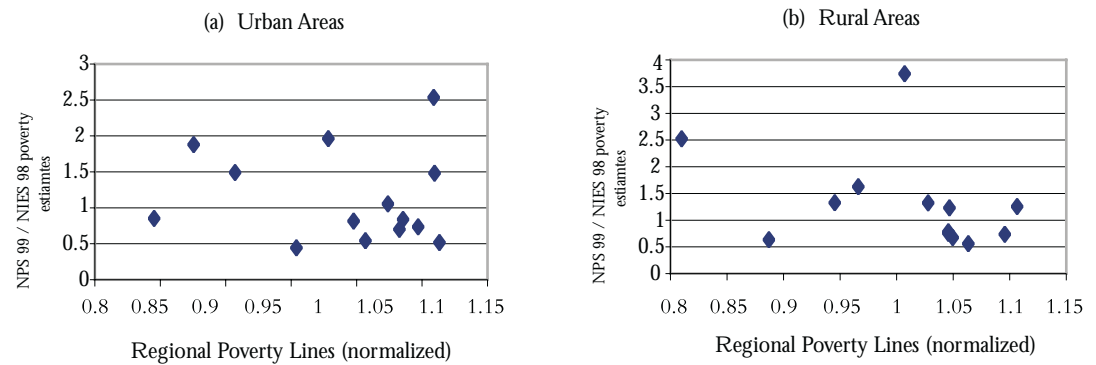 (a) Urban Areas
NPS 99 / NIES 98 poverty
estiamtes
3
2.5
2
1.5
1
0.5
0
0.8 0.85 0.9 0.95 1 1.05 1.1 1.15
Regional Poverty Lines (normalized)
(b) Rural Areas
NPS 99 / NIES 98 poverty
estiamtes
4
3.5
3
2.5
2
1.5
1
0.5
0
0.8 0.85 0.9 0.95 1 1.05 1.1 1.15
Regional Poverty Lines (normalized)